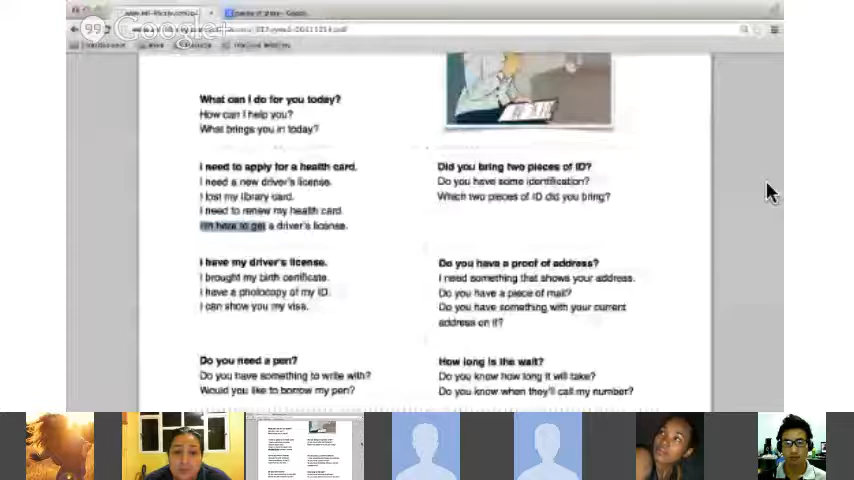 99 Google+
What can I do for you today?
How can I help you?
What brings you in today?
I need to apply for a health card.
I need a new driver's license.
I lost my library card.
I need to renew my health card.
I'm here to get a driver's license.
Did you bring two pieces of ID?
Do you have some identification?
Which two pieces of ID did you bring?
I have my driver's license.
I brought my birth certificate.
I have a photocopy of my ID.
I can show you my visa.
Do you have a proof of address?
I need something that shows your address.
Do you have a piece of mail?
Do you have something with your current
address on it?
Do you need a pen?
Do you have something to write with?
Would you like to borrow my pen?
How long is the wait?
Do you know how long it will take?
Do you know when they'll call my number?